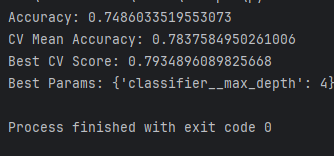 Accuracy: 0.7486033519553073
CV Mean Accuracy: 0.7837584950261006
Best CV Score: 0.7934896089825668
Best Params: {'classifier__max_depth': 4}
Process finished with exit code 0